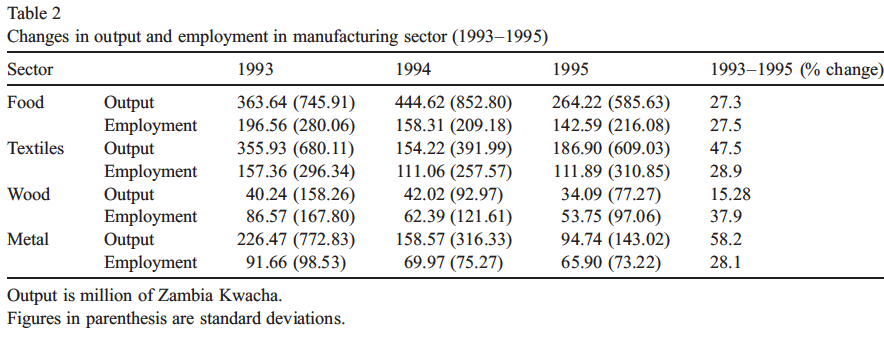 Table 2
Changes in output and employment in manufacturing sector (1993–1995)
Sector 1993 1994 1995 1993–1995 (% change)
Food Output 363.64 (745.91) 444.62 (852.80) 264.22 (585.63) 27.3
Employment 196.56 (280.06) 158.31 (209.18) 142.59 (216.08) 27.5
Textiles Output 355.93 (680.11) 154.22 (391.99) 186.90 (609.03) 47.5
Employment 157.36 (296.34) 111.06 (257.57) 111.89 (310.85) 28.9
Wood Output 40.24 (158.26) 42.02 (92.97) 34.09 (77.27) 15.28
Employment 86.57 (167.80) 62.39 (121.61) 53.75 (97.06) 37.9
Metal Output 226.47 (772.83) 158.57 (316.33) 94.74 (143.02) 58.2
Employment 91.66 (98.53) 69.97 (75.27) 65.90 (73.22) 28.1
Output is million of Zambia Kwacha.
Figures in parenthesis are standard deviations.